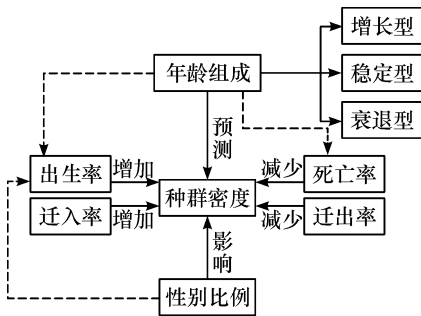 增长型
年龄组成
稳定型
衰退型
预测
出生率
增加
种群密度
减少
死亡率
迁入率
增加
减少
迁出率
影响
性别比例